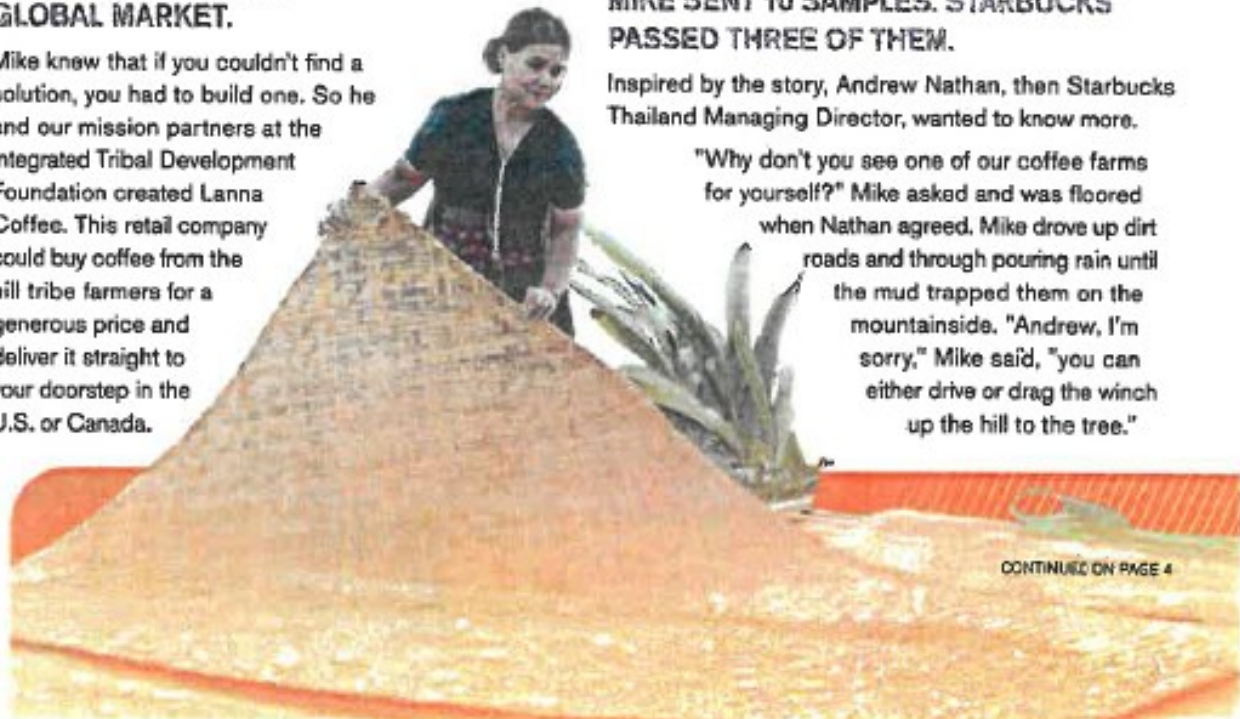 GLOBAL MARKET.
Mike knew that if you couldn't find a
solution, you had to build one. So he
and our mission partners at the
Integrated Tribal Development
Foundation created Lanna
Coffee. This retail company
could buy coffee from the
hill tribe farmers for a
generous price and
deliver it straight to
your doorstep in the
U.S. or Canada.
MIKE SENT 10 SAMPLES. STARBUCKS
PASSED THREE OF THEM.
Inspired by the story, Andrew Nathan, then Starbucks
Thailand Managing Director, wanted to know more.
"Why don't you see one of our coffee farms
for yourself?" Mike asked and was floored
when Nathan agreed. Mike drove up dirt
roads and through pouring rain until
the mud trapped them on the
mountainside. "Andrew, I'm
sorry," Mike said, "you can
either drive or drag the winch
up the hill to the tree."
CONTINUED ON PAGE 4